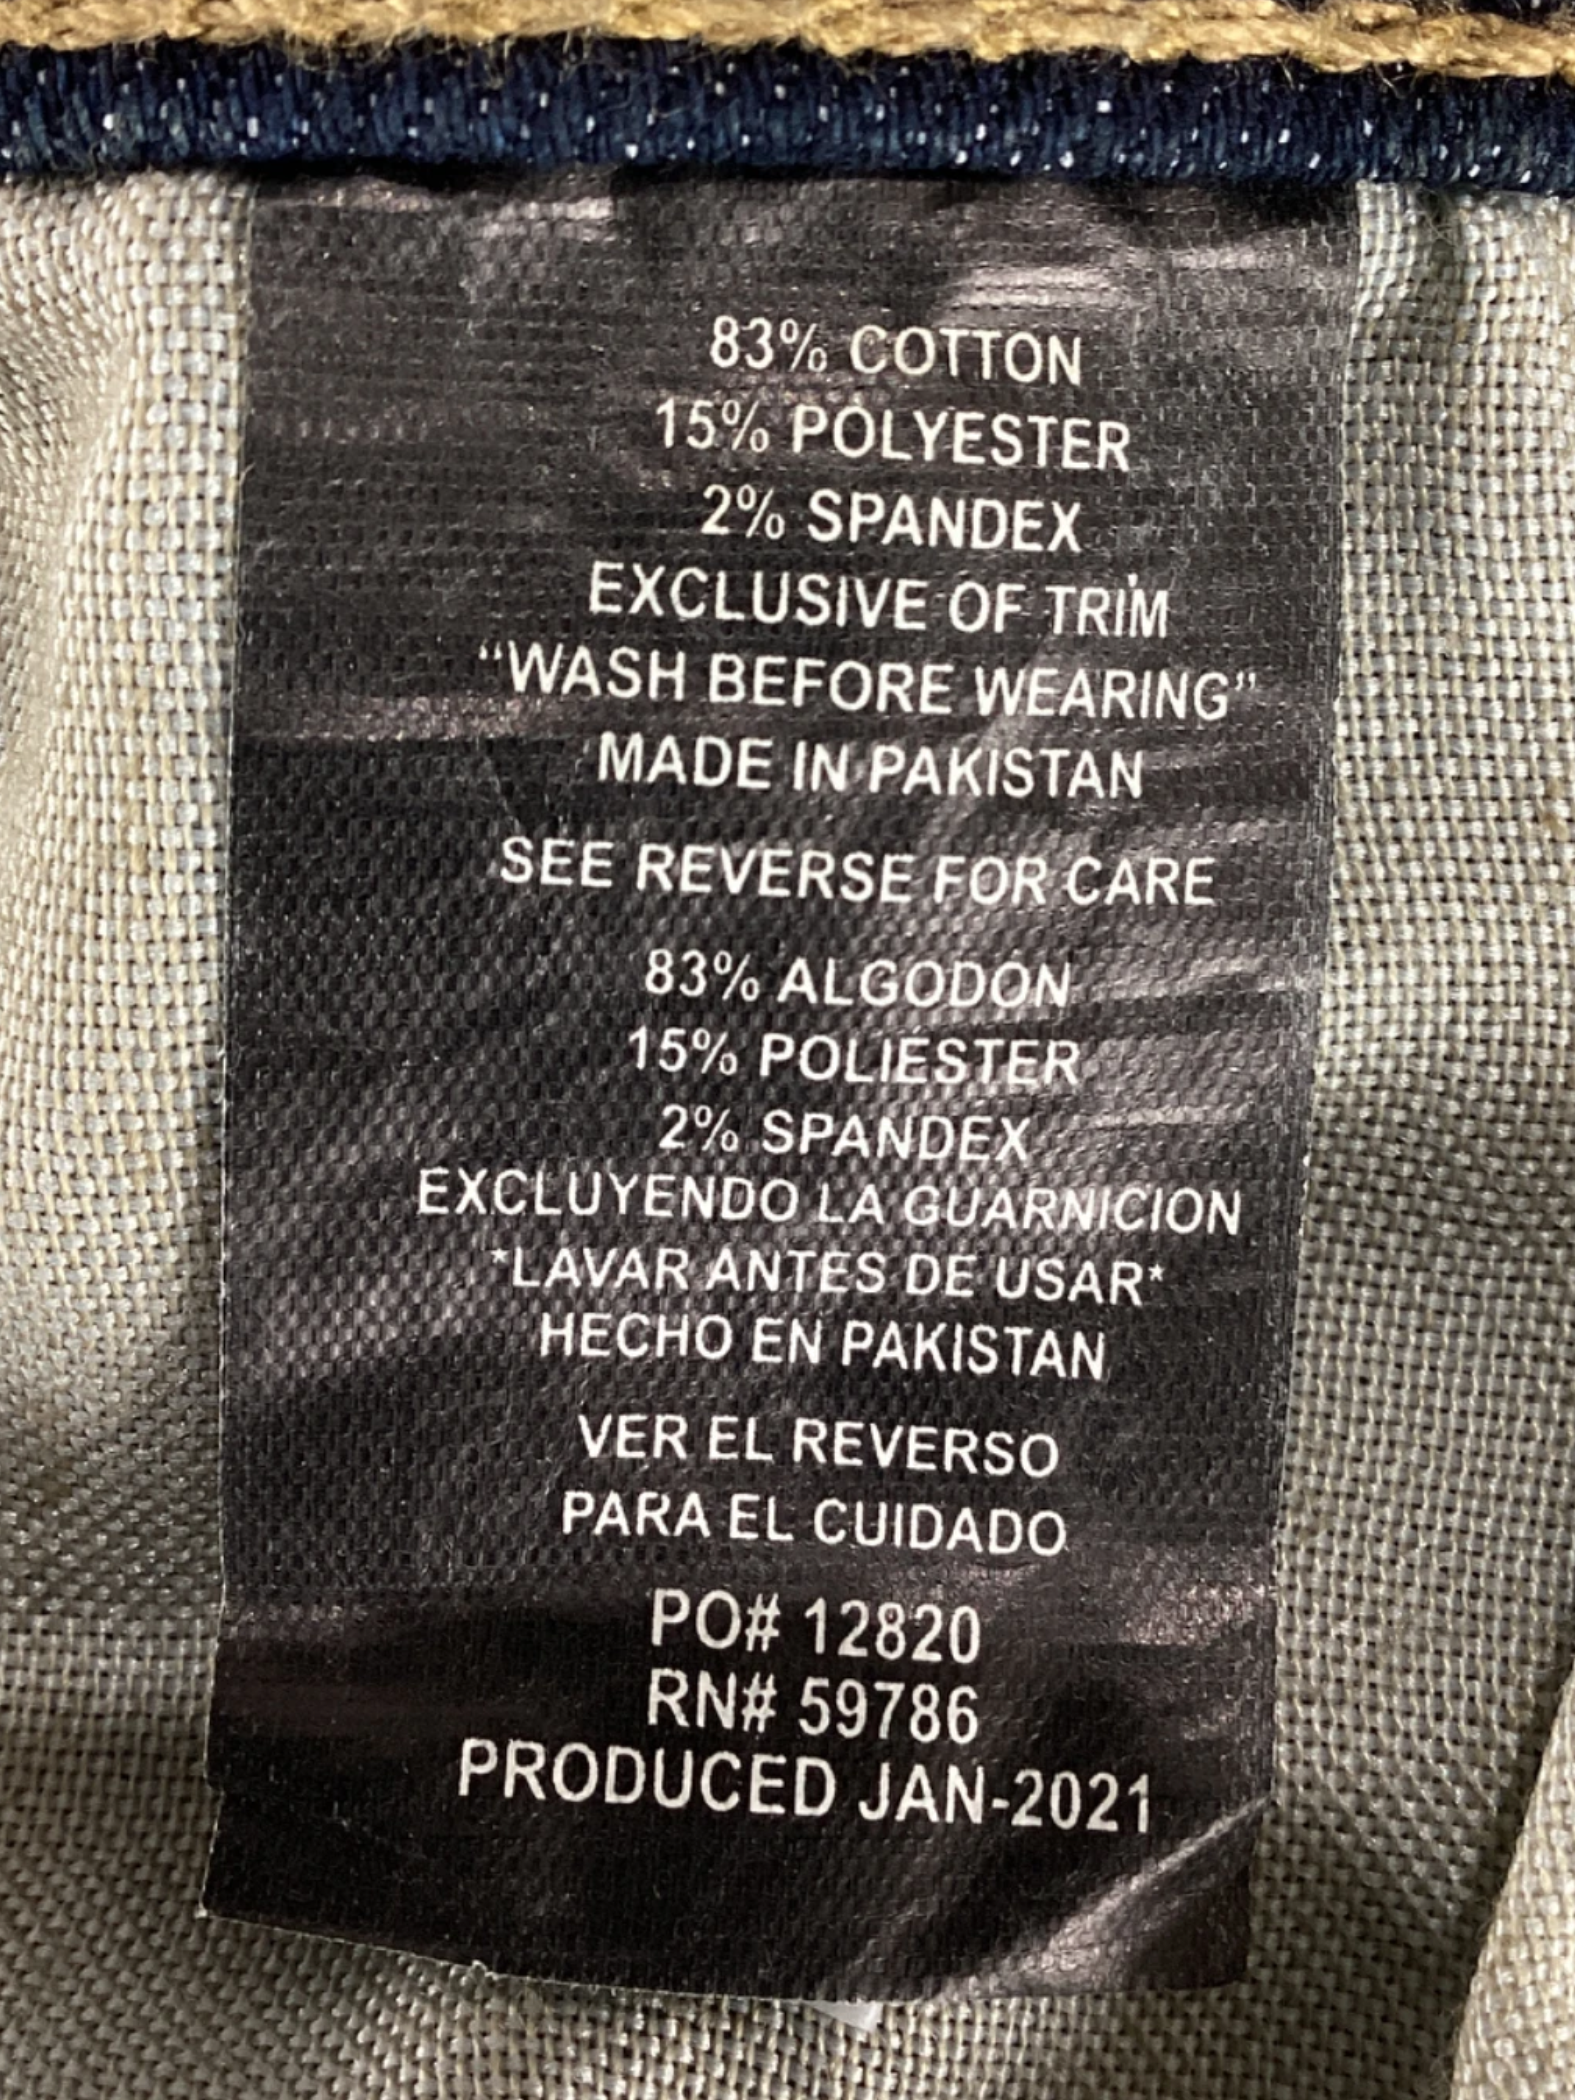 83% COTTON
15% POLYESTER
2% SPANDEX
EXCLUSIVE OF TRIM
“WASH BEFORE WEARING”
MADE IN PAKISTAN
SEE REVERSE FOR CARE
83% ALGODON
15% POLIESTER
2% SPANDEX
EXCLUYENDO LA GUARNICION
*LAVAR ANTES DE USAR*
HECHO EN PAKISTAN
VER EL REVERSO
PARA EL CUIDADO
PO# 12820
RN# 59786
PRODUCED JAN-2021